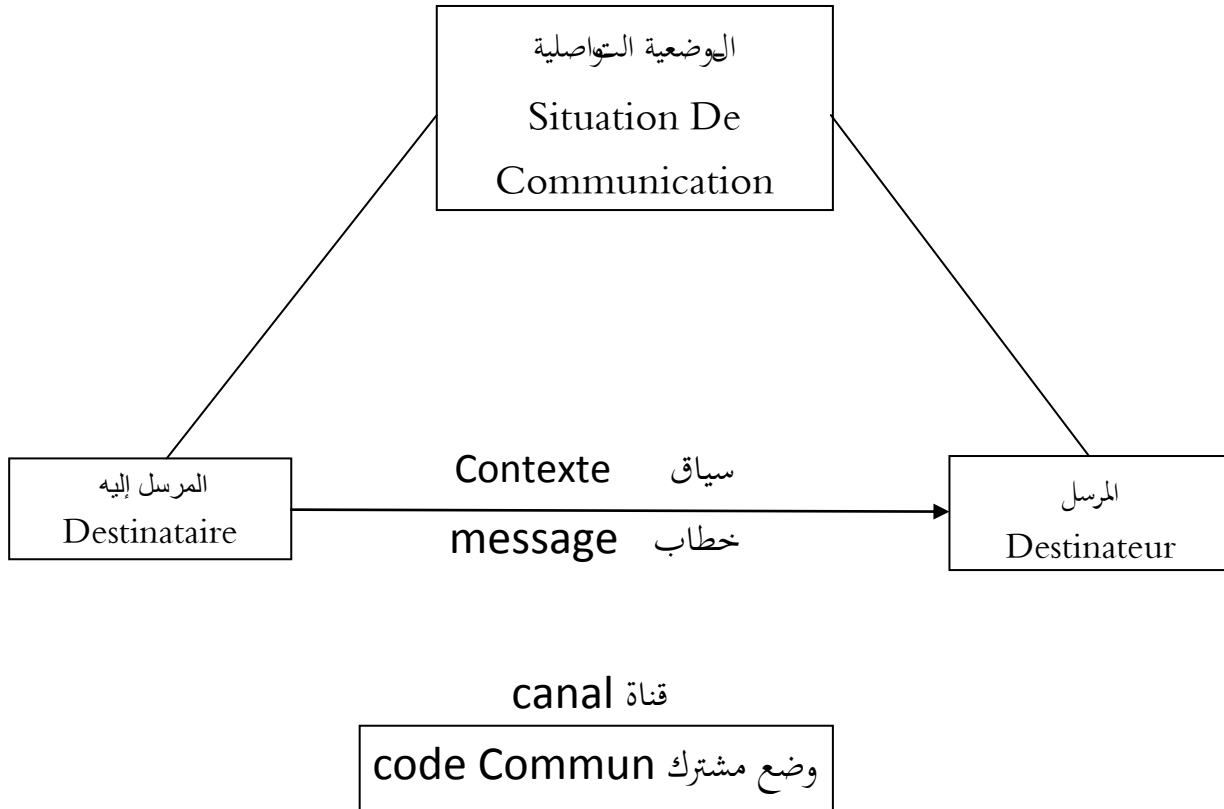 الوضعية التواصلية
Situation De
Communication
المرسل إليه
Destinataire
Contexte سياق
message خطاب
المرسل
Destinateur
قناة canal
وضع مشترك code Commun